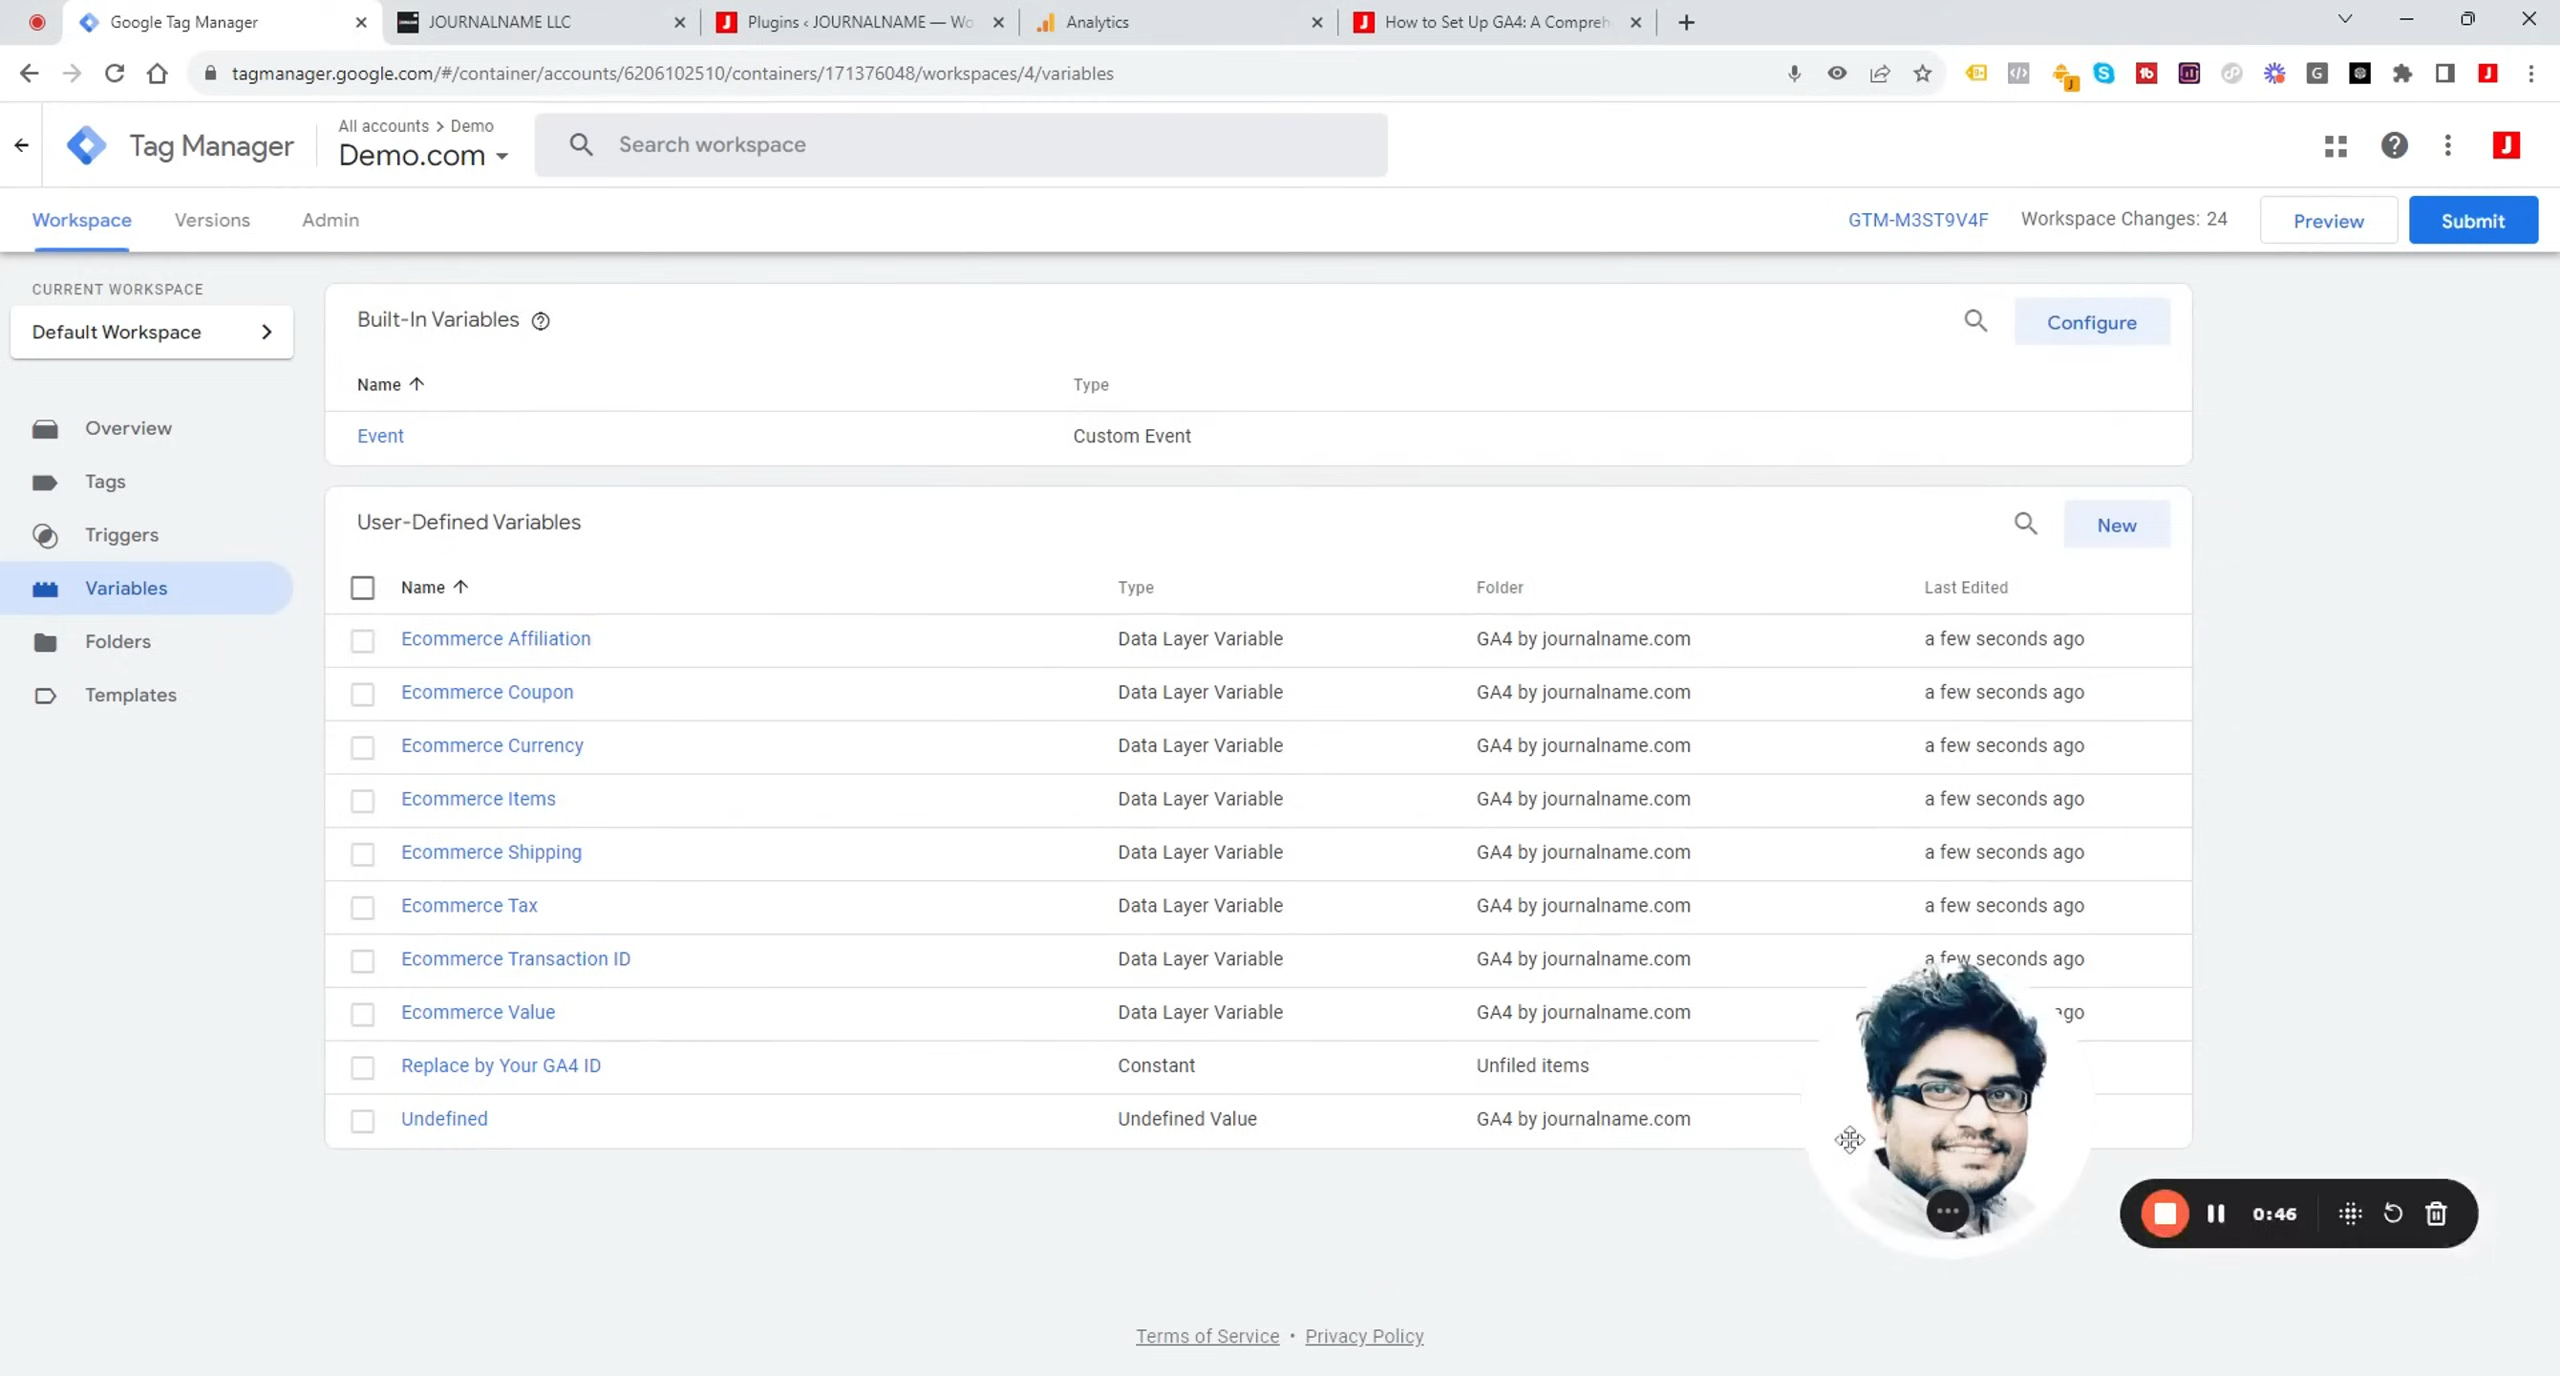 Google Tag Manager
JOURNALNAME LLC
Plugins ‹ JOURNALNAME — Wo
Analytics
How to Set Up GA4: A Compreh
tagmanager.google.com/#/container/accounts/6206102510/containers/171376048/workspaces/4/variables
Tag Manager
All accounts > Demo
Demo.com
Search workspace
Workspace
Versions
Admin
GTM-M3ST9V4F
Workspace Changes: 24
Preview
Submit
CURRENT WORKSPACE
Default Workspace
Overview
Tags
Triggers
Variables
Folders
Templates
Built-In Variables
Configure
Name Type
Event Custom Event
User-Defined Variables
New
Name Type Folder Last Edited
Ecommerce Affiliation Data Layer Variable GA4 by journalname.com a few seconds ago
Ecommerce Coupon Data Layer Variable GA4 by journalname.com a few seconds ago
Ecommerce Currency Data Layer Variable GA4 by journalname.com a few seconds ago
Ecommerce Items Data Layer Variable GA4 by journalname.com a few seconds ago
Ecommerce Shipping Data Layer Variable GA4 by journalname.com a few seconds ago
Ecommerce Tax Data Layer Variable GA4 by journalname.com a few seconds ago
Ecommerce Transaction ID Data Layer Variable GA4 by journalname.com a few seconds ago
Ecommerce Value Data Layer Variable GA4 by journalname.com ago
Replace by Your GA4 ID Constant Unfiled items
Undefined Undefined Value GA4 by journalname.com
0:46
Terms of Service • Privacy Policy